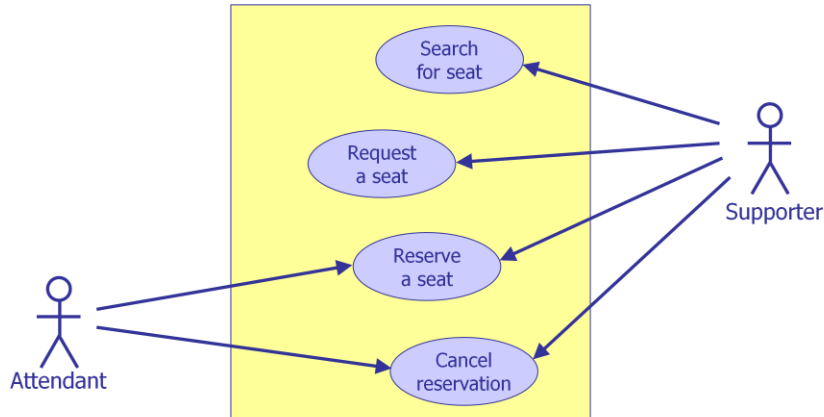 Search
for seat
Request
a seat
Supporter
Reserve
a seat
Attendant
Cancel
reservation